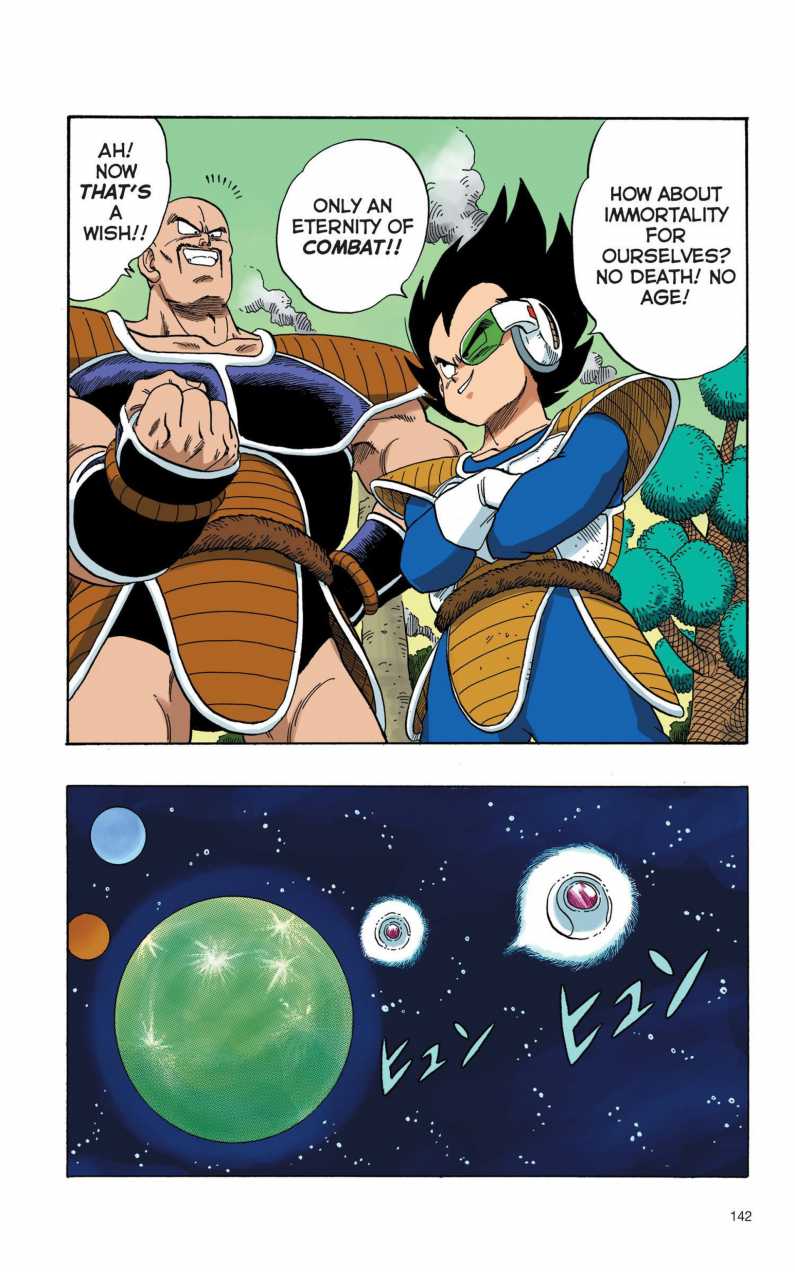 HOW ABOUT
IMMORTALITY
FOR
OURSELVES?
NO DEATH! NO
AGE!
ONLY AN
ETERNITY OF
COMBAT!!
AH!
NOW
THAT'S
A
WISH!!
ヒュン
ヒュン
142